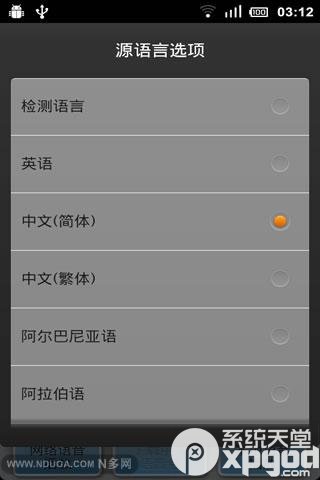 100 03:12
源语言选项
检测语言
英语
中文(简体)
中文(繁体)
阿尔巴尼亚语
阿拉伯语
网络语音
WWW.NDUOA.COM N多网
系统天堂
xpgod.com